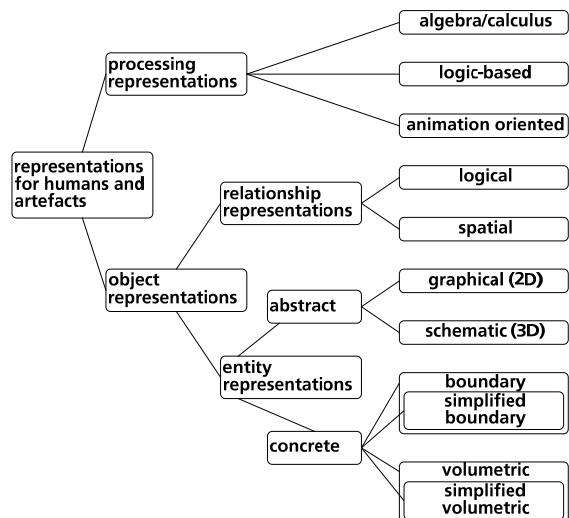 algebra/calculus
processing
representations
logic-based
animation oriented
representations
for humans and
artefacts
relationship
representations
logical
spatial
object
representations
graphical (2D)
abstract
schematic (3D)
entity
representations
boundary
simplified
boundary
concrete
volumetric
simplified
volumetric